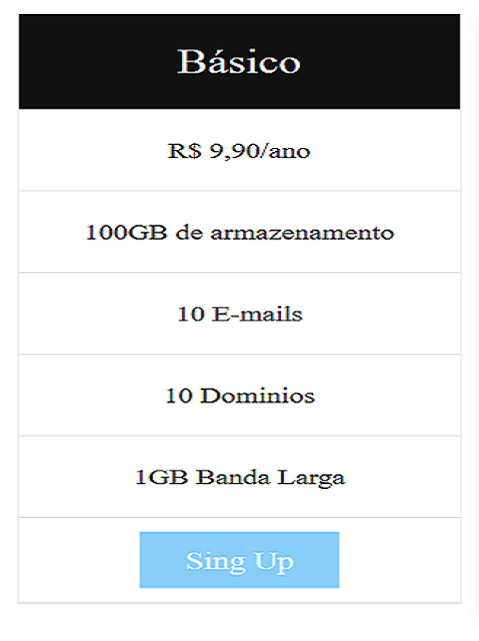 Básico
R$ 9,90/ano
100GB de armazenamento
10 E-mails
10 Dominios
1GB Banda Larga
Sing Up